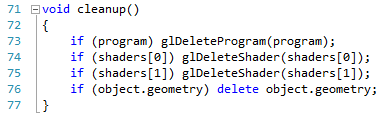 71 void cleanup()
72 {
73     if (program) glDeleteProgram(program);
74     if (shaders[0]) glDeleteShader(shaders[0]);
75     if (shaders[1]) glDeleteShader(shaders[1]);
76     if (object.geometry) delete object.geometry;
77 }